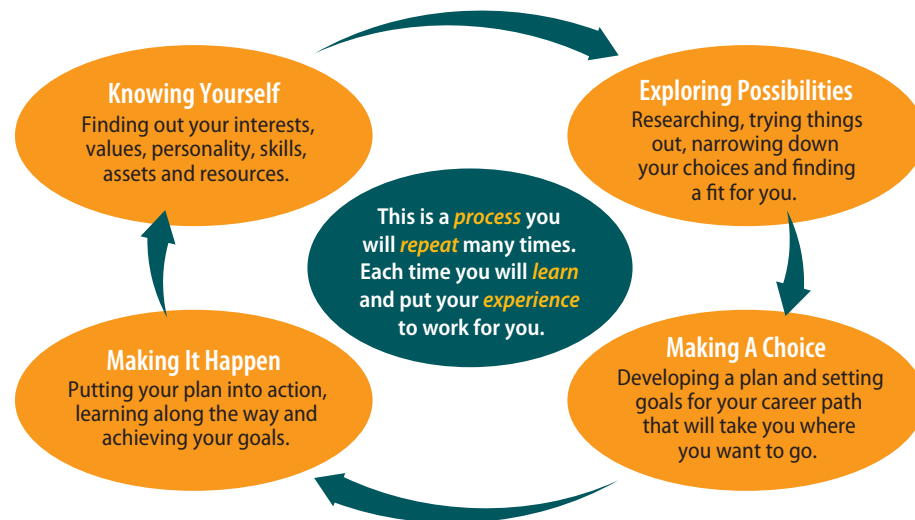 Knowing Yourself
Finding out your interests,
values, personality, skills,
assets and resources.
Exploring Possibilities
Researching, trying things
out, narrowing down
your choices and finding
a fit for you.
This is a process you
will repeat many times.
Each time you will learn
and put your experience
to work for you.
Making It Happen
Putting your plan into action,
learning along the way and
achieving your goals.
Making A Choice
Developing a plan and setting
goals for your career path
that will take you where
you want to go.